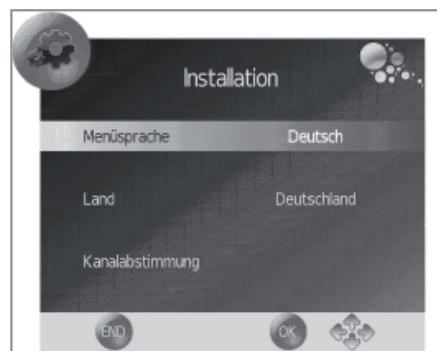 Installation
Menüsprache Deutsch
Land Deutschland
Kanalabstimmung
END OK